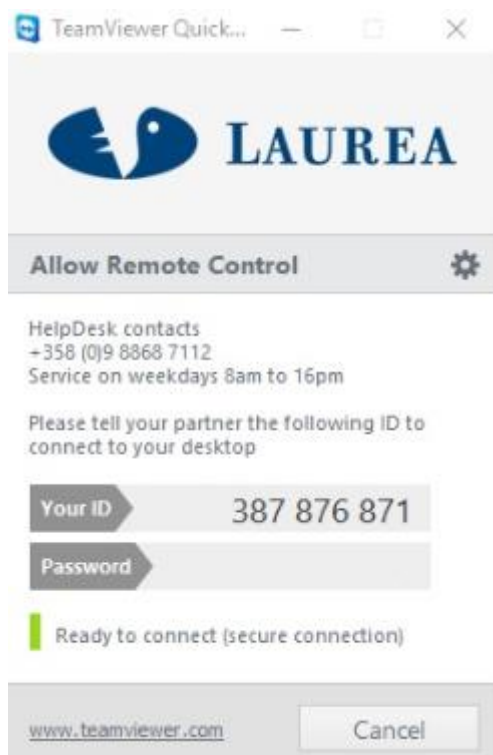 TeamViewer Quick...
LAUREA
Allow Remote Control
HelpDesk contacts
+358 (0)9 8868 7112
Service on weekdays 8am to 16pm
Please tell your partner the following ID to
connect to your desktop
Your ID 387 876 871
Password
Ready to connect (secure connection)
www.teamviewer.com Cancel